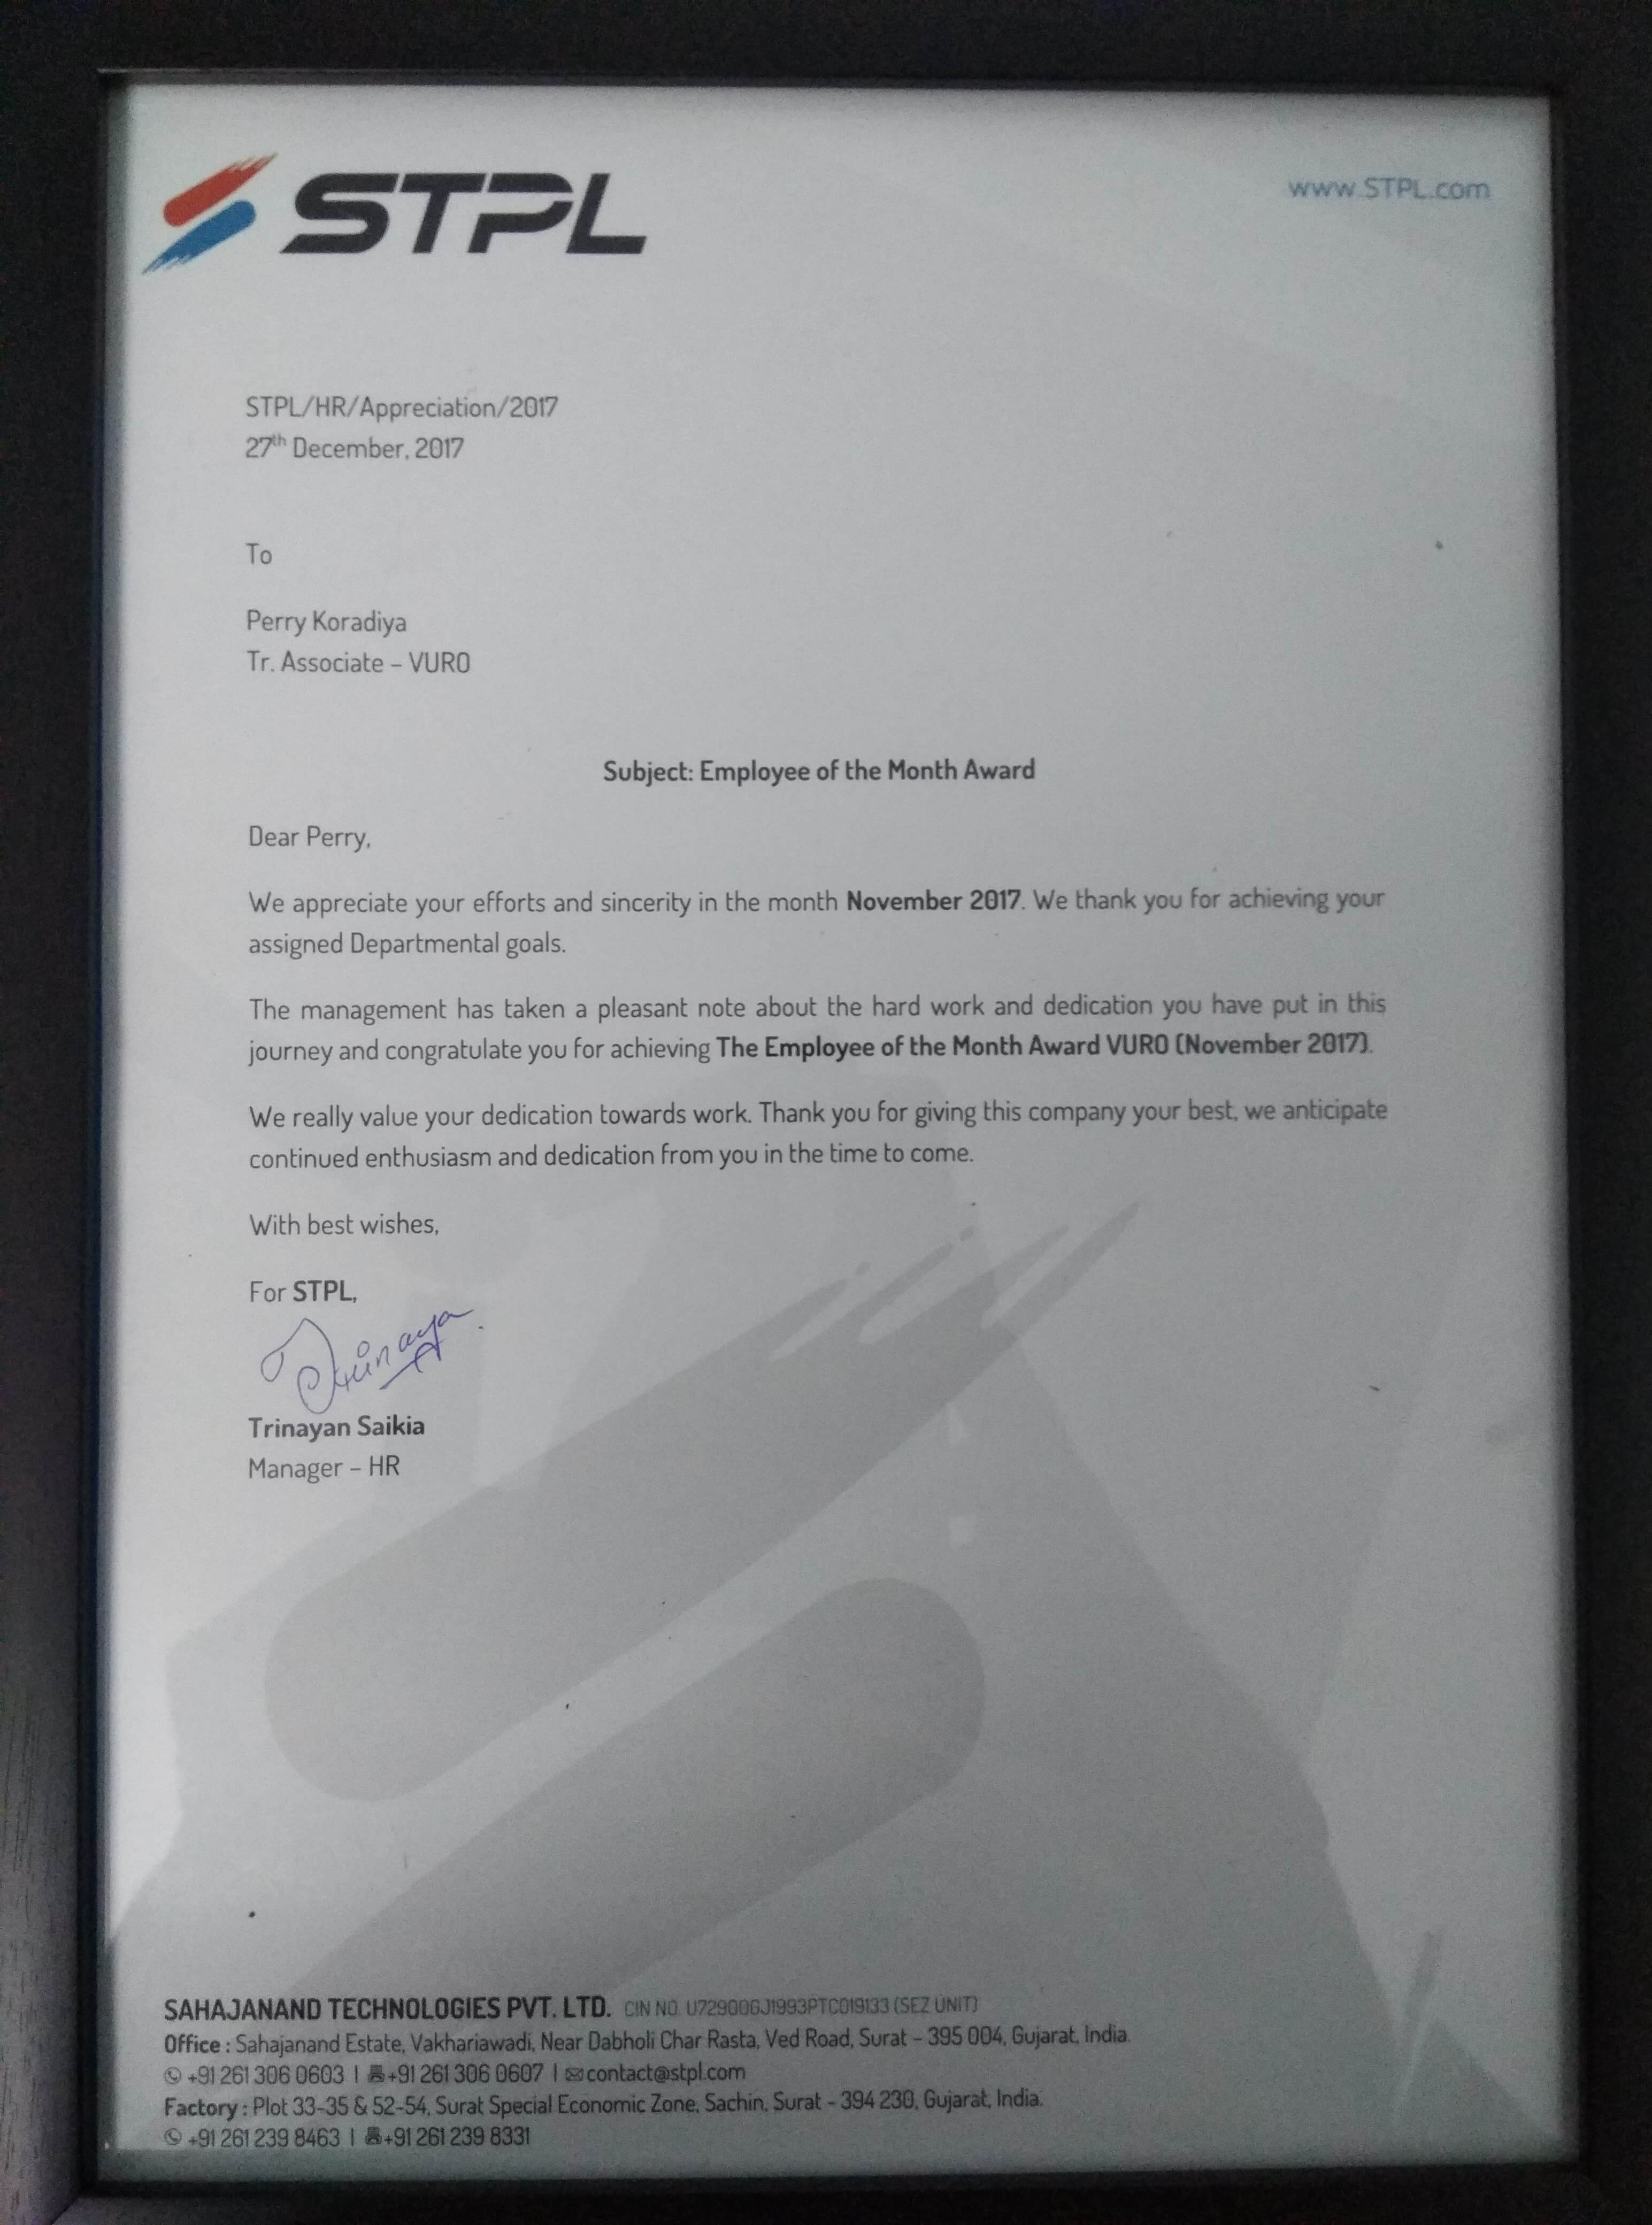 STPL
www.STPL.com
STPL/HR/Appreciation/2017
27th December, 2017
To
Perry Koradiya
Tr. Associate – VURO
Subject: Employee of the Month Award
Dear Perry,
We appreciate your efforts and sincerity in the month November 2017. We thank you for achieving your
assigned Departmental goals.
The management has taken a pleasant note about the hard work and dedication you have put in this
journey and congratulate you for achieving The Employee of the Month Award VURO (November 2017).
We really value your dedication towards work. Thank you for giving this company your best, we anticipate
continued enthusiasm and dedication from you in the time to come.
With best wishes,
For STPL,
Trinaya
Trinayan Saikia
Manager – HR
SAHAJANAND TECHNOLOGIES PVT. LTD. CIN NO. U72900GJ1993PTC019133 (SEZ UNIT)
Office : Sahajanand Estate, Vakhariawadi, Near Dabholi Char Rasta, Ved Road, Surat – 395 004, Gujarat, India.
+91 261 306 0603 | +91 261 306 0607 | contact@stpl.com
Factory : Plot 33-35 & 52-54, Surat Special Economic Zone, Sachin, Surat – 394 230, Gujarat, India.
+91 261 239 8463 | +91 261 239 8331